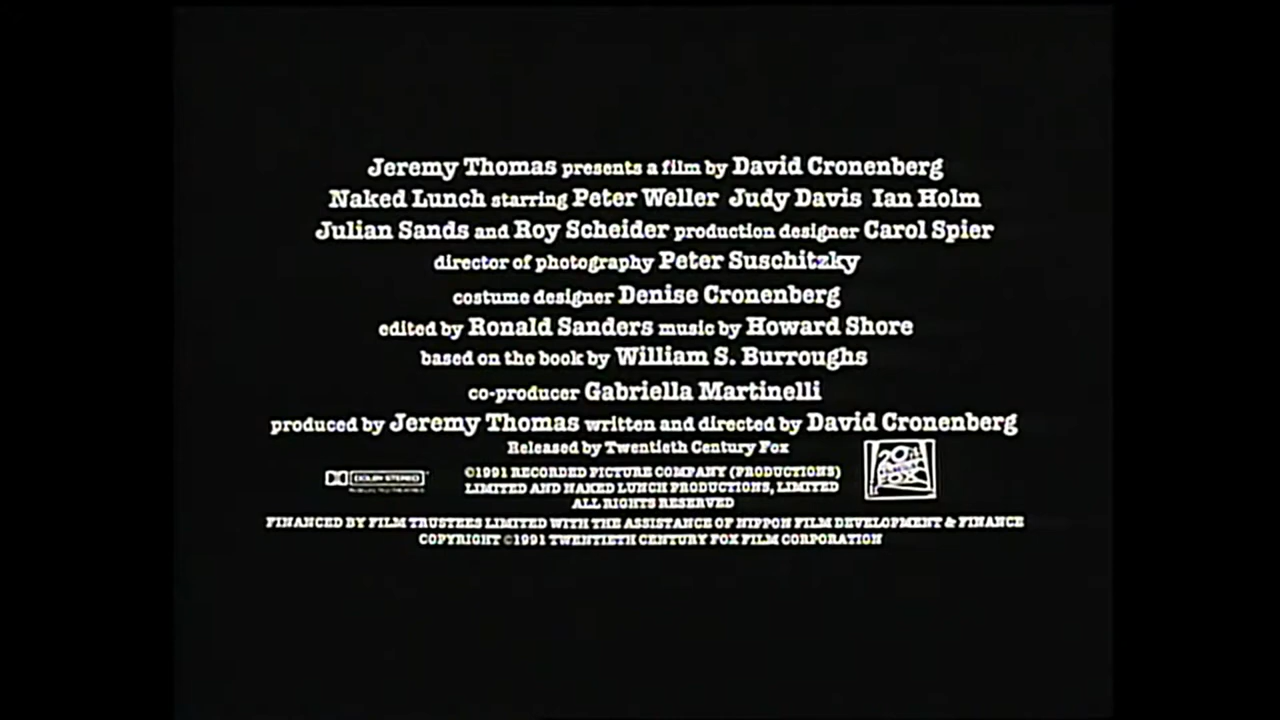 Jeremy Thomas presents a film by David Cronenberg
Naked Lunch starring Peter Weller Judy Davis Ian Holm
Julian Sands and Roy Scheider production designer Carol Spier
director of photography Peter Suschitzky
costume designer Denise Cronenberg
edited by Ronald Sanders music by Howard Shore
based on the book by William S. Burroughs
co-producer Gabriella Martinelli
produced by Jeremy Thomas written and directed by David Cronenberg
Released by Twentieth Century Fox
DOLBY STEREO
©1991 RECORDED PICTURE COMPANY (PRODUCTIONS)
LIMITED AND NAKED LUNCH PRODUCTIONS, LIMITED
ALL RIGHTS RESERVED
20th
CENTURY
FOX
FINANCED BY FILM TRUSTEES LIMITED WITH THE ASSISTANCE OF NIPPON FILM DEVELOPMENT & FINANCE
COPYRIGHT ©1991 TWENTIETH CENTURY FOX FILM CORPORATION